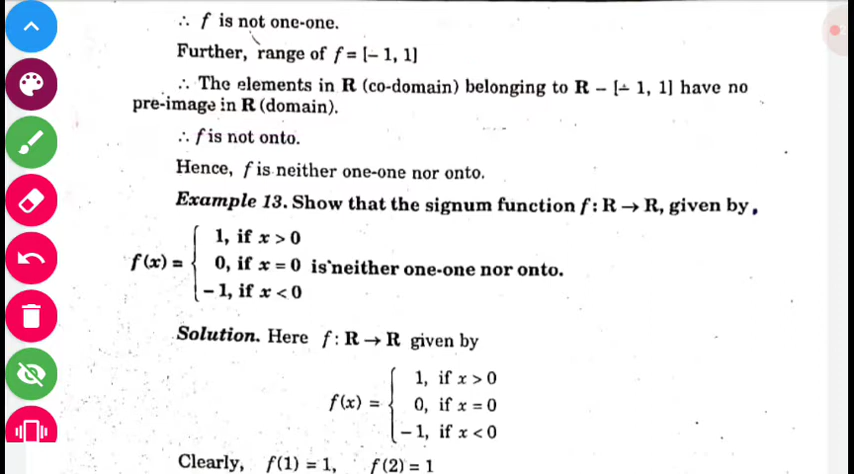 ∴ f is not one-one.
Further, range of f = [– 1, 1]
∴ The elements in R (co-domain) belonging to R – [– 1, 1] have no
pre-image in R (domain).
∴ f is not onto.
Hence, f is neither one-one nor onto.
Example 13. Show that the signum function f : R → R, given by,
1, if x > 0
f(x) = { 0, if x = 0 is neither one-one nor onto.
– 1, if x < 0
Solution. Here f : R → R given by
1, if x > 0
f(x) = { 0, if x = 0
– 1, if x < 0
Clearly, f(1) = 1, f(2) = 1